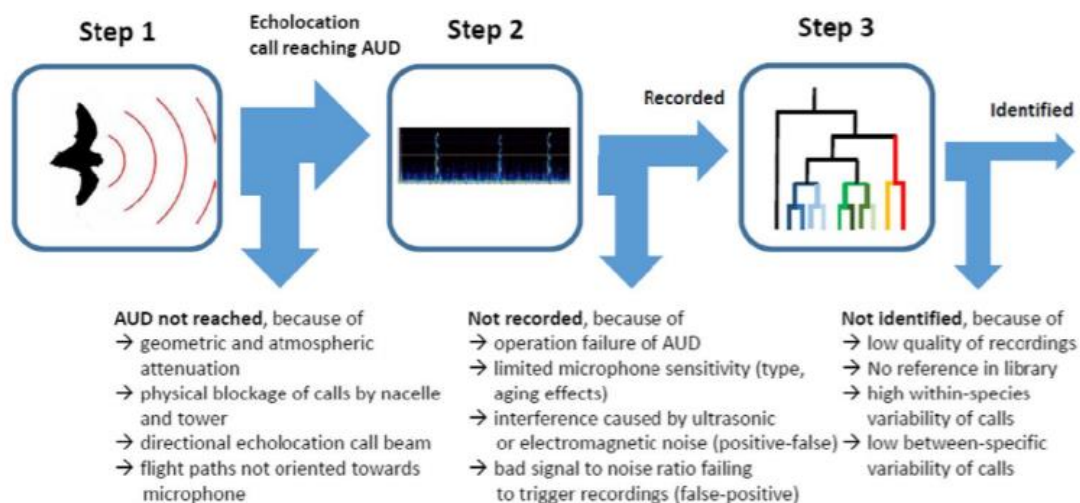 Step 1
Echolocation
call reaching AUD
Step 2
Recorded
Step 3
Identified
AUD not reached, because of
→ geometric and atmospheric
attenuation
→ physical blockage of calls by nacelle
and tower
→ directional echolocation call beam
→ flight paths not oriented towards
microphone
Not recorded, because of
→ operation failure of AUD
→ limited microphone sensitivity (type,
aging effects)
→ interference caused by ultrasonic
or electromagnetic noise (positive-false)
→ bad signal to noise ratio failing
to trigger recordings (false-positive)
Not identified, because of
→ low quality of recordings
→ No reference in library
→ high within-species
variability of calls
→ low between-specific
variability of calls